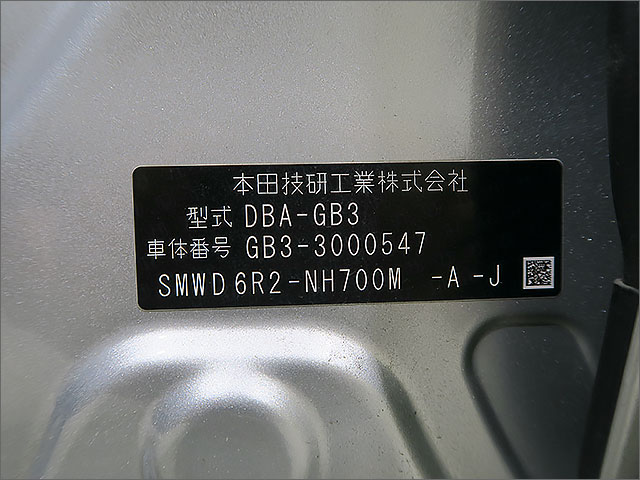 本田技研工業株式会社
型式 DBA-GB3
車体番号 GB3-3000547
SMWD6R2-NH700M -A -J